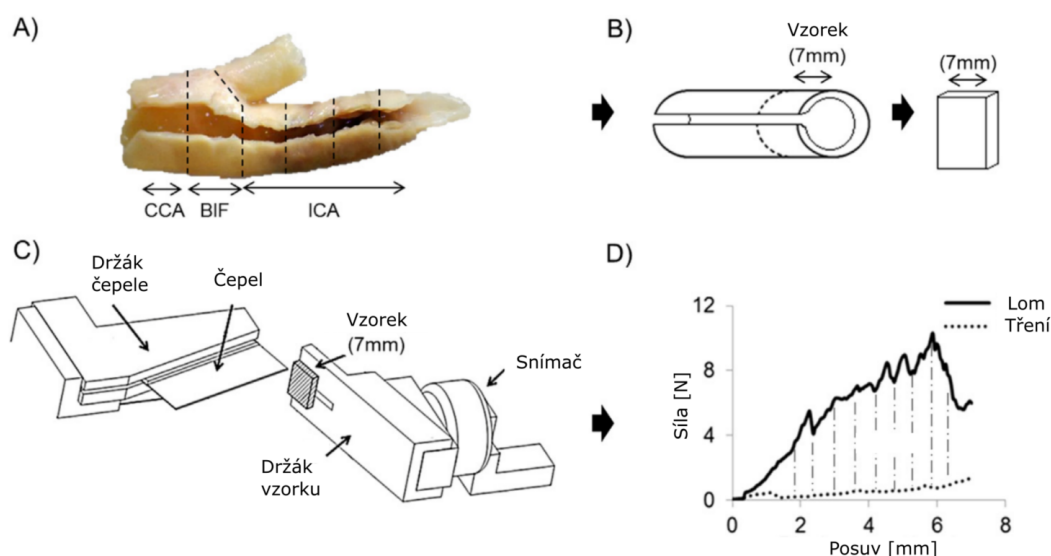 A)
CCA BIF ICA
B)
Vzorek
(7mm)
(7mm)
C)
Držák
čepele
Čepel
Vzorek
(7mm)
Snímač
Držák
vzorku
D)
12
8
4
0
Síla [N]
0 2 4 6 8
Posuv [mm]
Lom
Tření